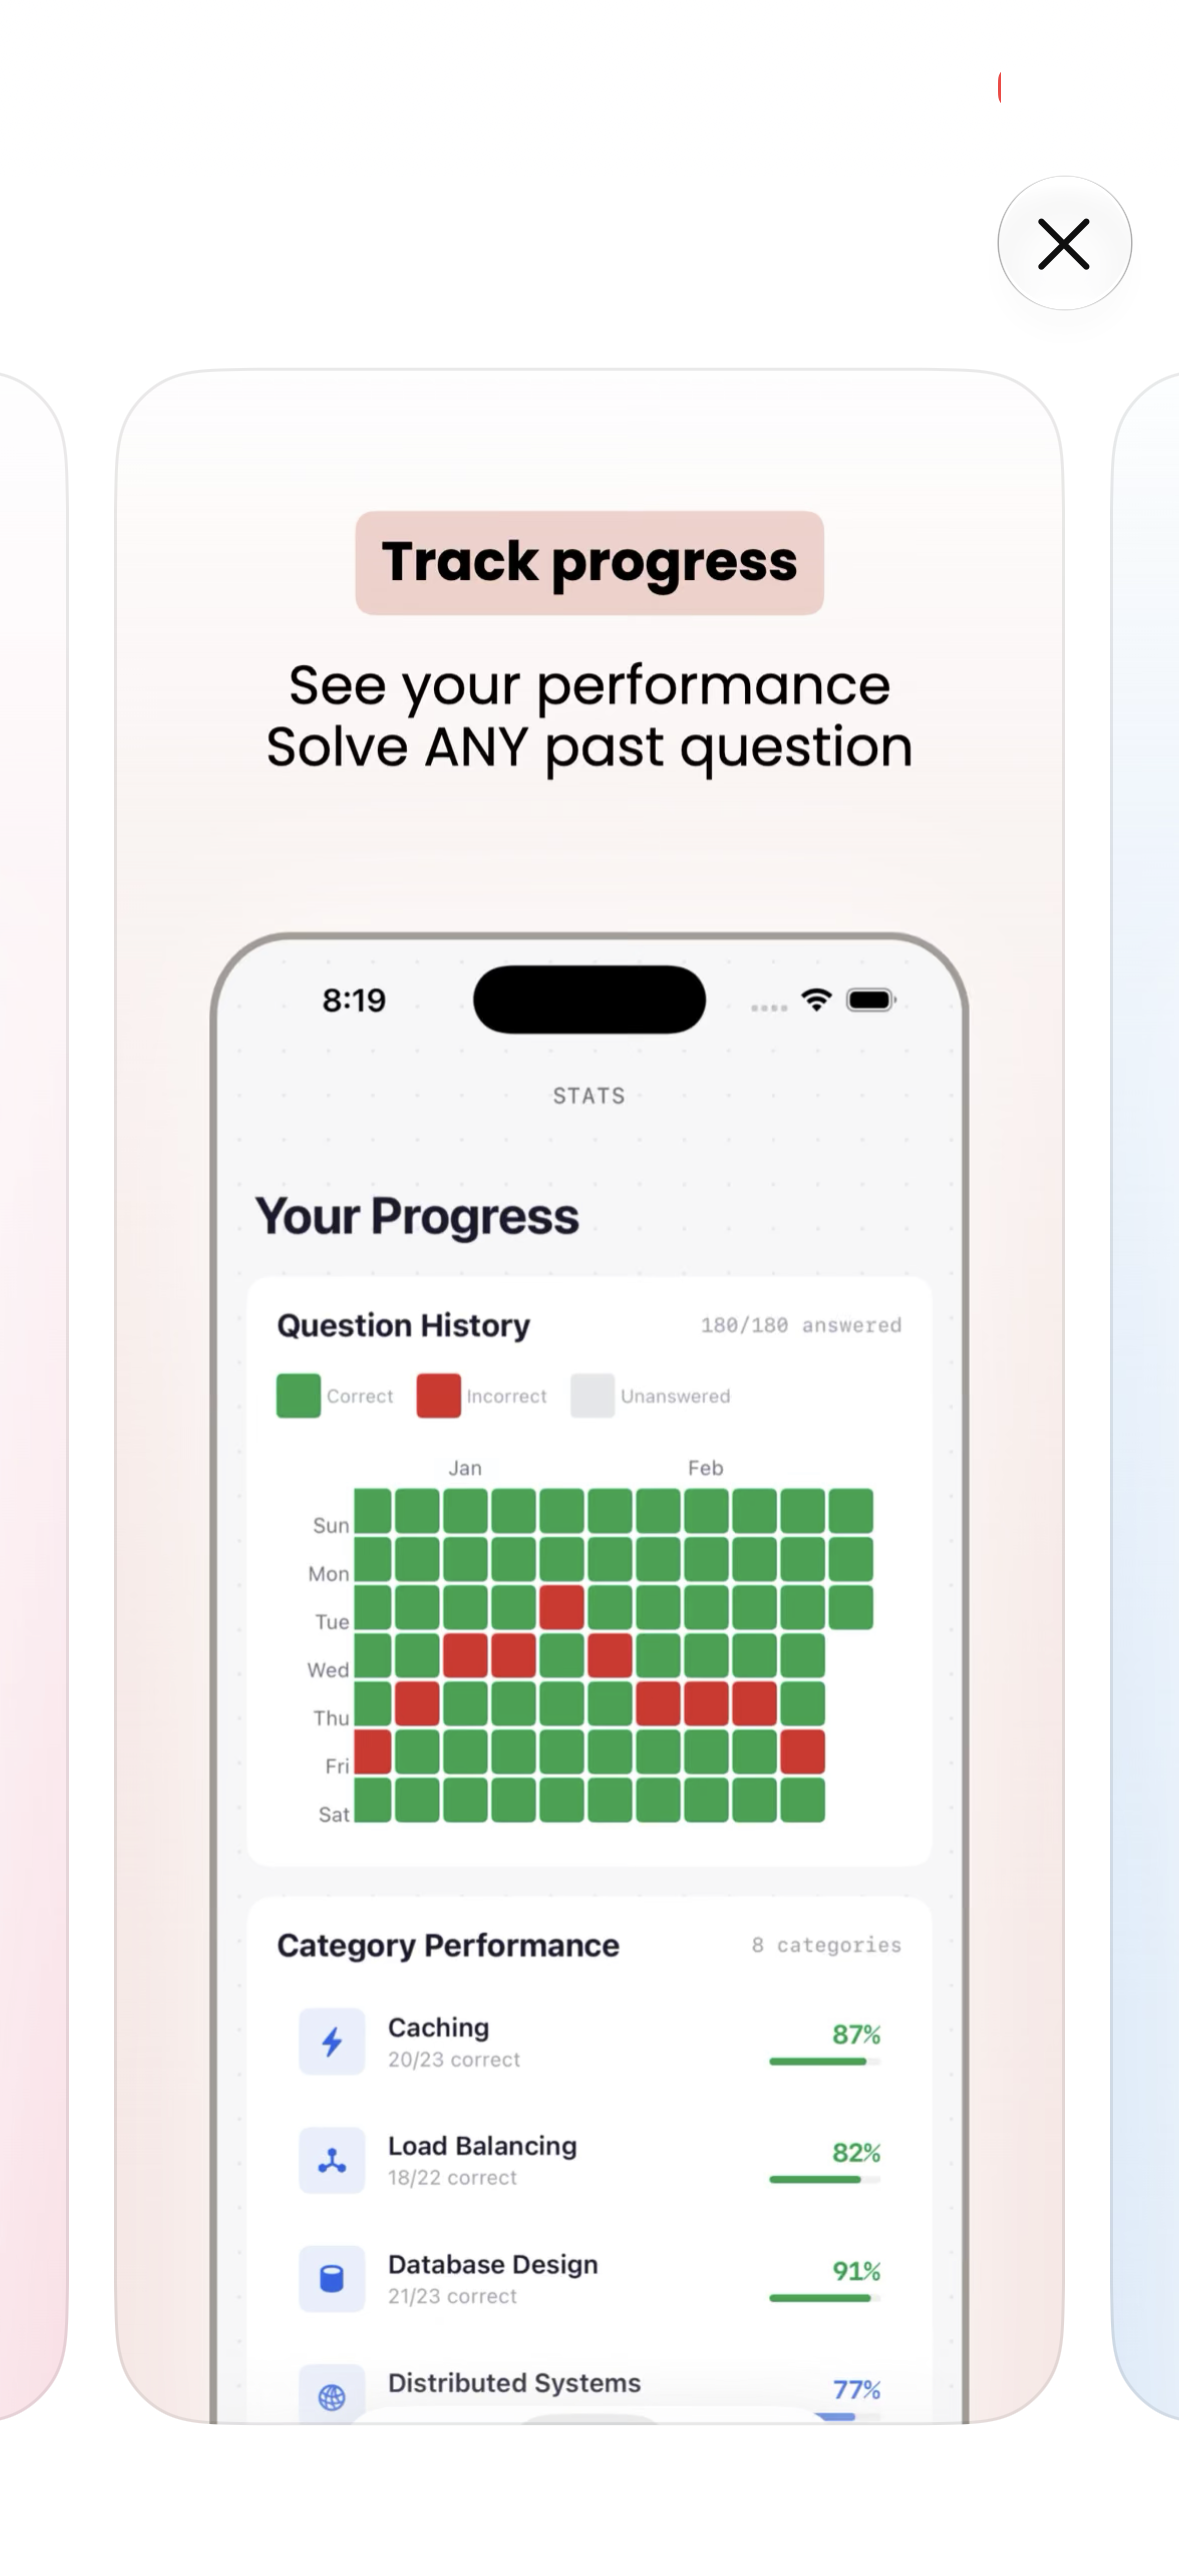 Track progress
See your performance
Solve ANY past question
8:19
STATS
Your Progress
Question History
180/180 answered
Correct
Incorrect
Unanswered
Jan
Feb
Sun
Mon
Tue
Wed
Thu
Fri
Sat
Category Performance
8 categories
Caching
87%
20/23 correct
Load Balancing
82%
18/22 correct
Database Design
91%
21/23 correct
Distributed Systems
77%